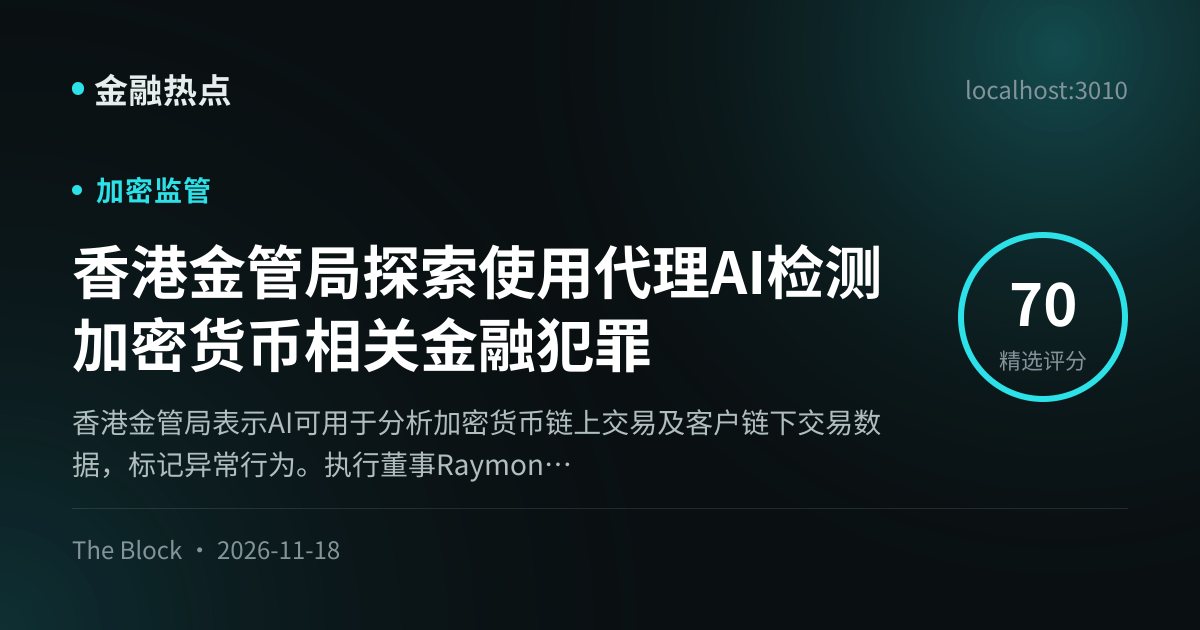 金融热点
localhost:3010
加密监管
香港金管局探索使用代理AI检测
加密货币相关金融犯罪
70
精选评分
香港金管局表示AI可用于分析加密货币链上交易及客户链下交易数
据，标记异常行为。执行董事Raymon…
The Block · 2026-11-18